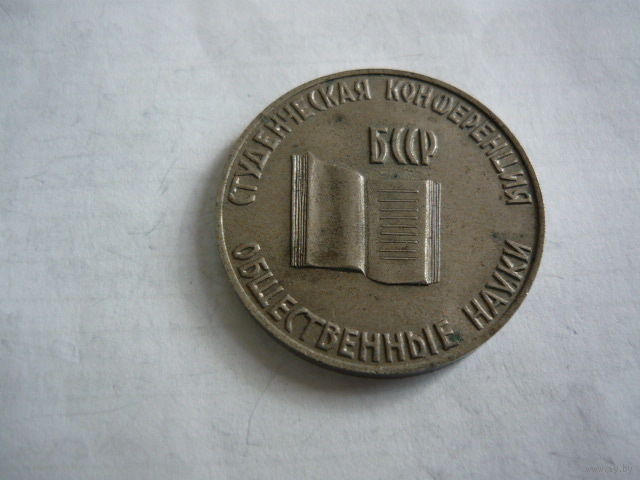 СТУДЕНЧЕСКАЯ КОНФЕРЕНЦИЯ
БССР
ОБЩЕСТВЕННЫЕ НАУКИ